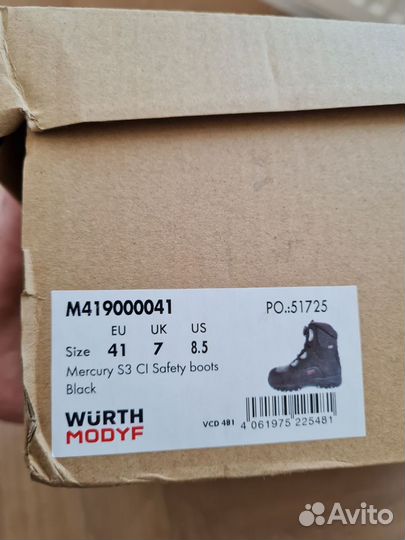 M419000041 PO.:51725
EU UK US
Size 41 7 8.5
Mercury S3 CI Safety boots
Black
WÜRTH
MODYF
VCD 481
4 061975 225481
Avito